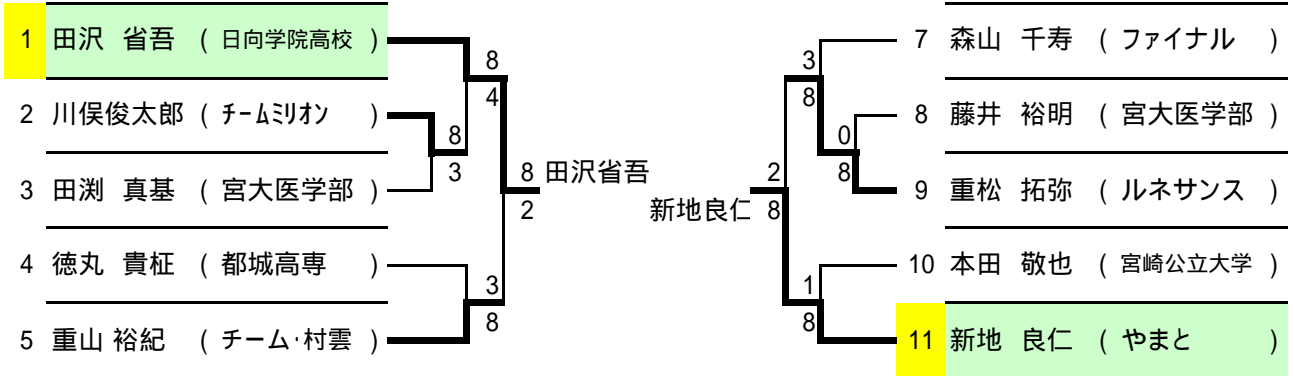 1 田沢 省吾 ( 日向学院高校 )
2 川俣俊太郎 ( チームミリオン )
3 田渕 真基 ( 宮大医学部 )
4 徳丸 貴柾 ( 都城高専 )
5 重山 裕紀 ( チーム・村雲 )
8
4
8
3
8 田沢省吾
2
3
8
7 森山 千寿 ( ファイナル )
8 藤井 裕明 ( 宮大医学部 )
9 重松 拓弥 ( ルネサンス )
10 本田 敬也 ( 宮崎公立大学 )
11 新地 良仁 ( やまと )
3
8
0
8
2
新地良仁 8
1
8